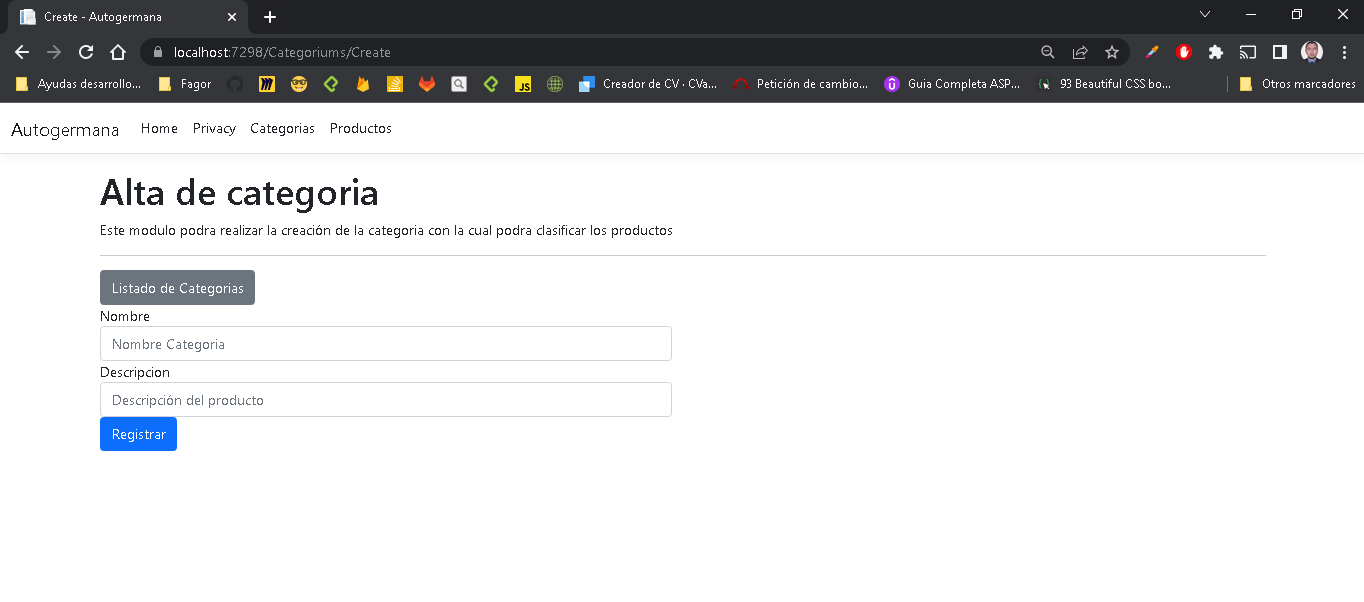 Create - Autogermana
localhost:7298/Categoriums/Create
Ayudas desarrollo... Fagor JS Creador de CV · CVa... Petición de cambio... Guia Completa ASP... 93 Beautiful CSS bo... Otros marcadores
Autogermana Home Privacy Categorias Productos
Alta de categoria
Este modulo podra realizar la creación de la categoria con la cual podra clasificar los productos
Listado de Categorias
Nombre
Nombre Categoria
Descripcion
Descripción del producto
Registrar